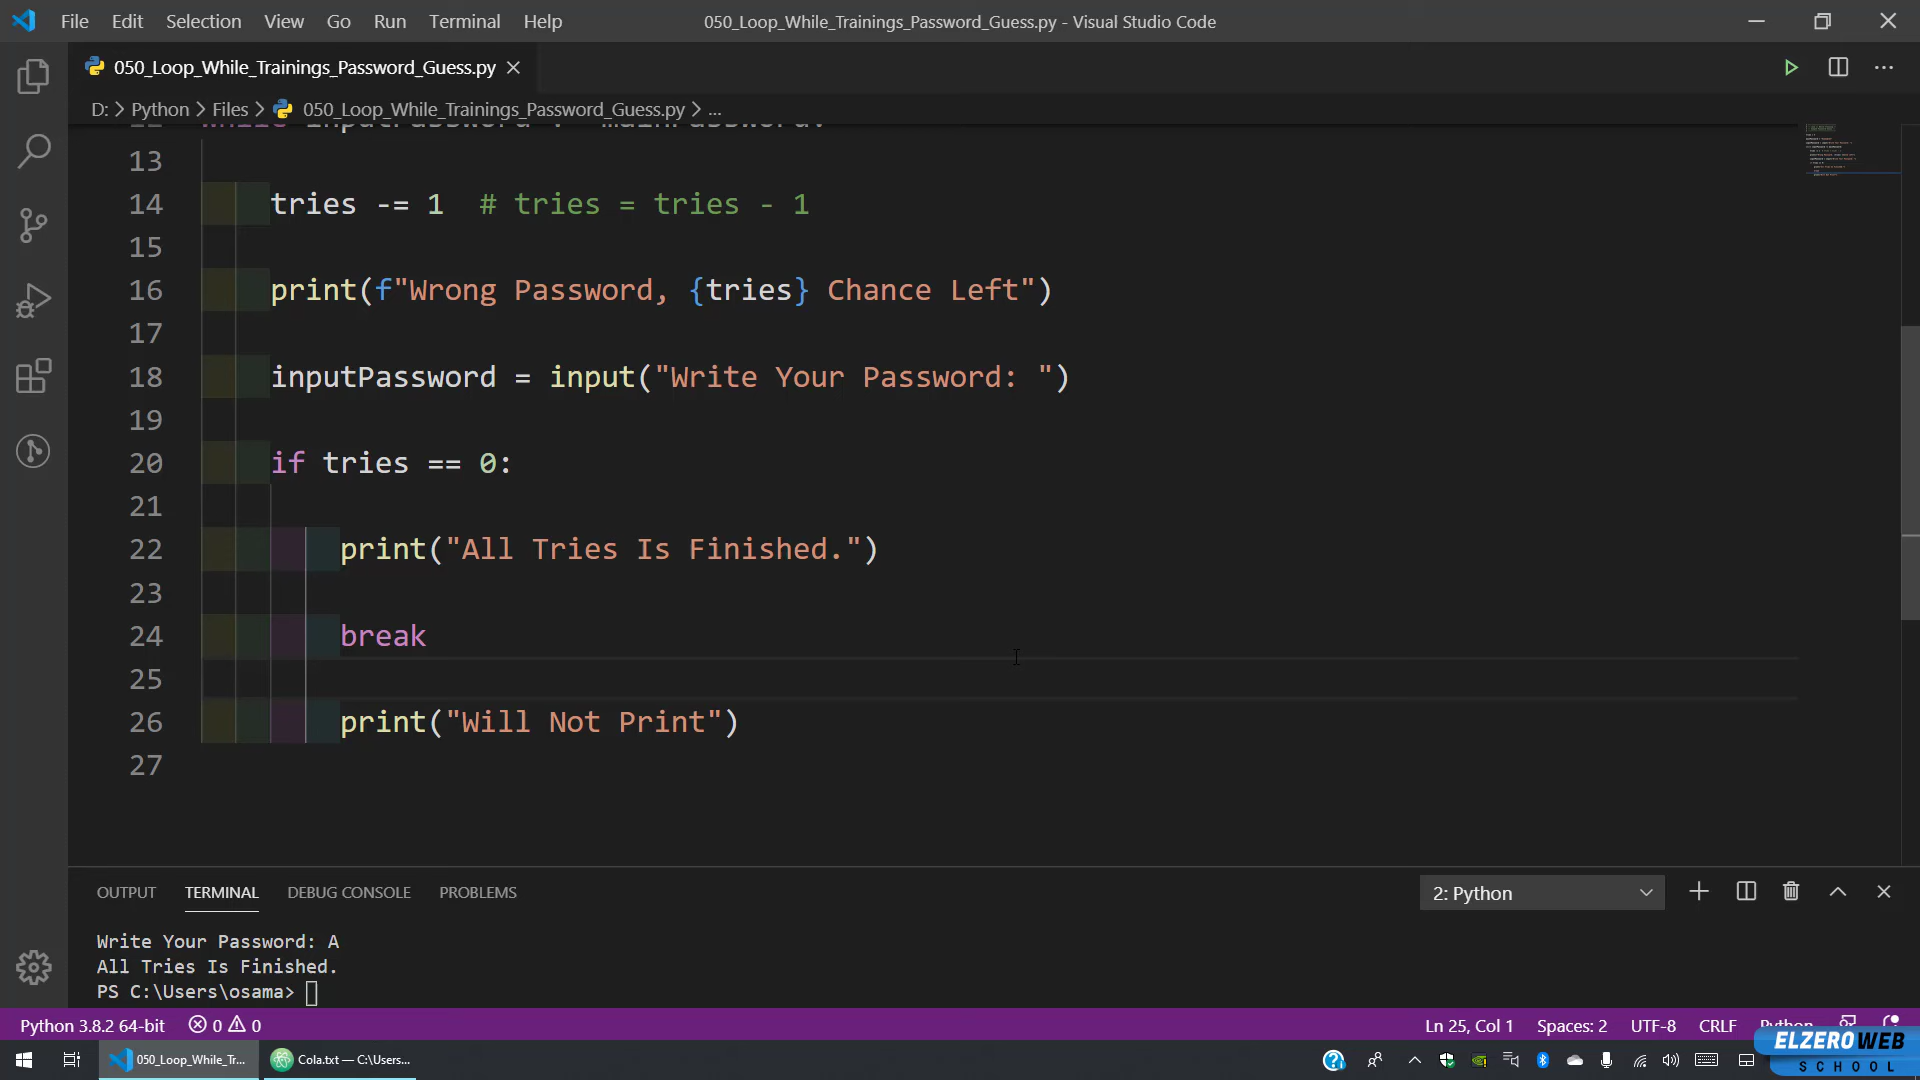 File Edit Selection View Go Run Terminal Help
050_Loop_While_Trainings_Password_Guess.py - Visual Studio Code
050_Loop_While_Trainings_Password_Guess.py
D: > Python > Files > 050_Loop_While_Trainings_Password_Guess.py > ...
13
14 tries -= 1 # tries = tries - 1
15
16 print(f"Wrong Password, {tries} Chance Left")
17
18 inputPassword = input("Write Your Password: ")
19
20 if tries == 0:
21
22 print("All Tries Is Finished.")
23
24 break
25
26 print("Will Not Print")
27
OUTPUT TERMINAL DEBUG CONSOLE PROBLEMS
2: Python
Write Your Password: A
All Tries Is Finished.
PS C:\Users\osama>
Python 3.8.2 64-bit 0 0
Ln 25, Col 1 Spaces: 2 UTF-8 CRLF Python
050_Loop_While_Tr...
Cola.txt — C:\Users...
ELZEROWEB
SCHOOL